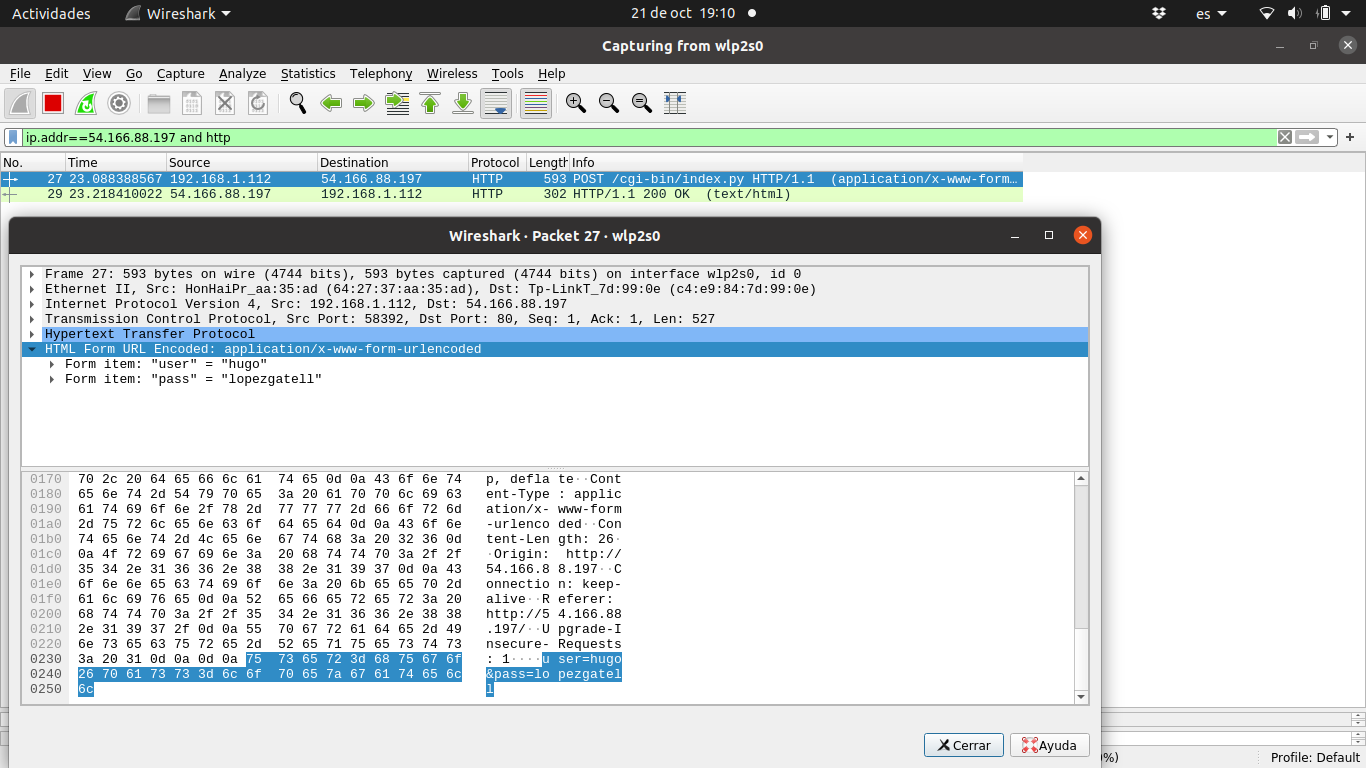 Actividades Wireshark 21 de oct 19:10 es
Capturing from wlp2s0
File Edit View Go Capture Analyze Statistics Telephony Wireless Tools Help
ip.addr==54.166.88.197 and http
No. Time Source Destination Protocol Length Info
27 23.088388567 192.168.1.112 54.166.88.197 HTTP 593 POST /cgi-bin/index.py HTTP/1.1 (application/x-www-form…
29 23.218410022 54.166.88.197 192.168.1.112 HTTP 302 HTTP/1.1 200 OK (text/html)
Wireshark · Packet 27 · wlp2s0
Frame 27: 593 bytes on wire (4744 bits), 593 bytes captured (4744 bits) on interface wlp2s0, id 0
Ethernet II, Src: HonHaiPr_aa:35:ad (64:27:37:aa:35:ad), Dst: Tp-LinkT_7d:99:0e (c4:e9:84:7d:99:0e)
Internet Protocol Version 4, Src: 192.168.1.112, Dst: 54.166.88.197
Transmission Control Protocol, Src Port: 58392, Dst Port: 80, Seq: 1, Ack: 1, Len: 527
Hypertext Transfer Protocol
HTML Form URL Encoded: application/x-www-form-urlencoded
Form item: "user" = "hugo"
Form item: "pass" = "lopezgatell"
0170 70 2c 20 64 65 66 6c 61 74 65 0d 0a 43 6f 6e 74 p, defla te··Cont
0180 65 6e 74 2d 54 79 70 65 3a 20 61 70 70 6c 69 63 ent-Type : applic
0190 61 74 69 6f 6e 2f 78 2d 77 77 77 2d 66 6f 72 6d ation/x- www-form
01a0 2d 75 72 6c 65 6e 63 6f 64 65 64 0d 0a 43 6f 6e -urlenco ded··Con
01b0 74 65 6e 74 2d 4c 65 6e 67 74 68 3a 20 32 36 0d tent-Len gth: 26·
01c0 0a 4f 72 69 67 69 6e 3a 20 68 74 74 70 3a 2f 2f ·Origin: http://
01d0 35 34 2e 31 36 36 2e 38 38 2e 31 39 37 0d 0a 43 54.166.8 8.197··C
01e0 6f 6e 6e 65 63 74 69 6f 6e 3a 20 6b 65 65 70 2d onnectio n: keep-
01f0 61 6c 69 76 65 0d 0a 52 65 66 65 72 65 72 3a 20 alive··R eferer:
0200 68 74 74 70 3a 2f 2f 35 34 2e 31 36 36 2e 38 38 http://5 4.166.88
0210 2e 31 39 37 2f 0d 0a 55 70 67 72 61 64 65 2d 49 .197/··U pgrade-I
0220 6e 73 65 63 75 72 65 2d 52 65 71 75 65 73 74 73 nsecure- Requests
0230 3a 20 31 0d 0a 0d 0a 75 73 65 72 3d 68 75 67 6f : 1····u ser=hugo
0240 26 70 61 73 73 3d 6c 6f 70 65 7a 67 61 74 65 6c &pass=lo pezgatel
0250 6c l
Cerrar Ayuda
0%) Profile: Default